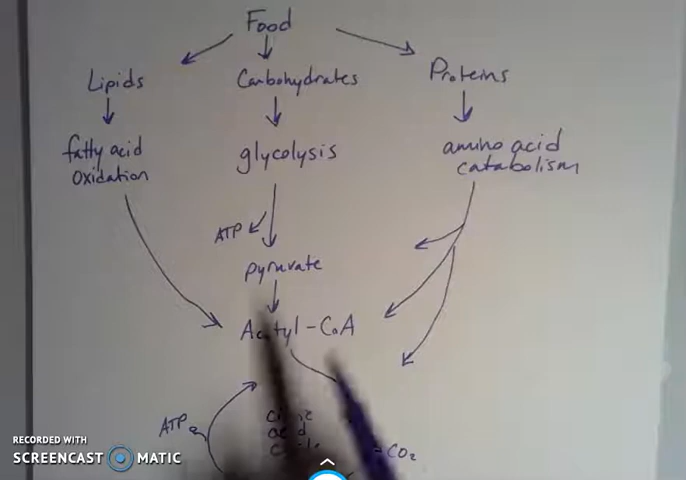 Food
Lipids Carbohydrates Proteins
fatty acid glycolysis amino acid
oxidation catabolism
ATP
pyruvate
Acetyl-CoA
ATP
citric
acid
CO₂
RECORDED WITH
SCREENCAST MATIC